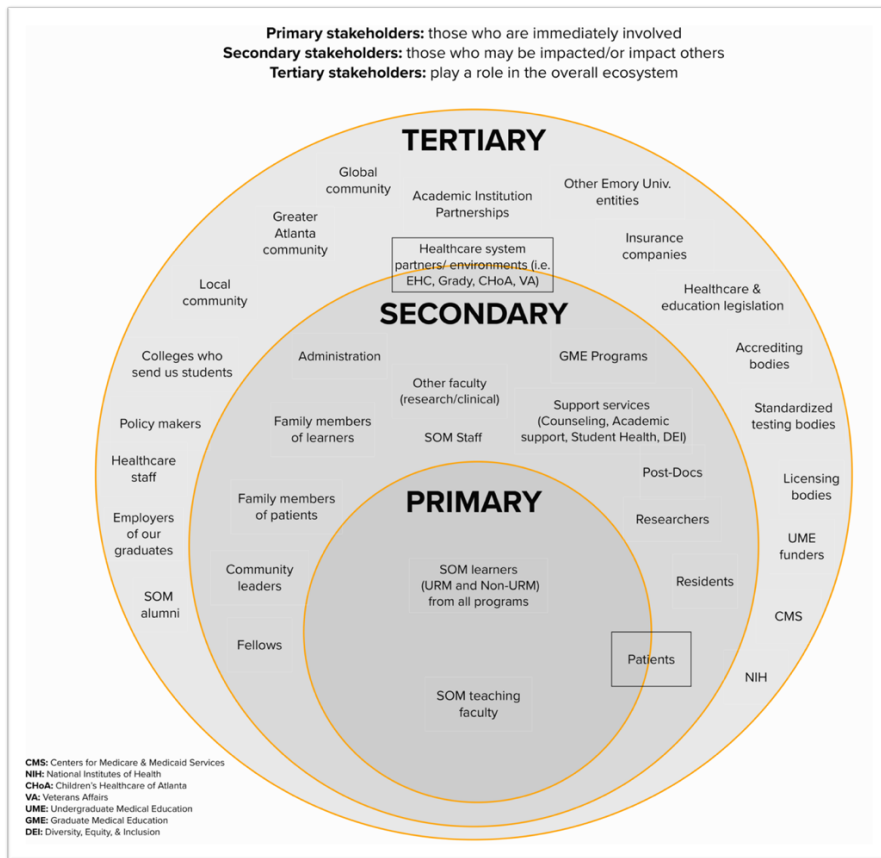 Primary stakeholders: those who are immediately involved
Secondary stakeholders: those who may be impacted/or impact others
Tertiary stakeholders: play a role in the overall ecosystem
TERTIARY
Global
community
Academic Institution
Partnerships
Other Emory Univ.
entities
Greater
Atlanta
community
Healthcare system
partners/ environments (i.e.
EHC, Grady, CHoA, VA)
Insurance
companies
Local
community
Healthcare &
education legislation
Colleges who
send us students
Accrediting
bodies
Policy makers
Standardized
testing bodies
Healthcare
staff
Licensing
bodies
Employers
of our
graduates
UME
funders
SOM
alumni
CMS
NIH
SECONDARY
Administration
GME Programs
Other faculty
(research/clinical)
Family members
of learners
SOM Staff
Support services
(Counseling, Academic
support, Student Health, DEI)
Post-Docs
Family members
of patients
Researchers
Community
leaders
Residents
Fellows
Patients
PRIMARY
SOM learners
(URM and Non-URM)
from all programs
SOM teaching
faculty
CMS: Centers for Medicare & Medicaid Services
NIH: National Institutes of Health
CHoA: Children's Healthcare of Atlanta
VA: Veterans Affairs
UME: Undergraduate Medical Education
GME: Graduate Medical Education
DEI: Diversity, Equity, & Inclusion